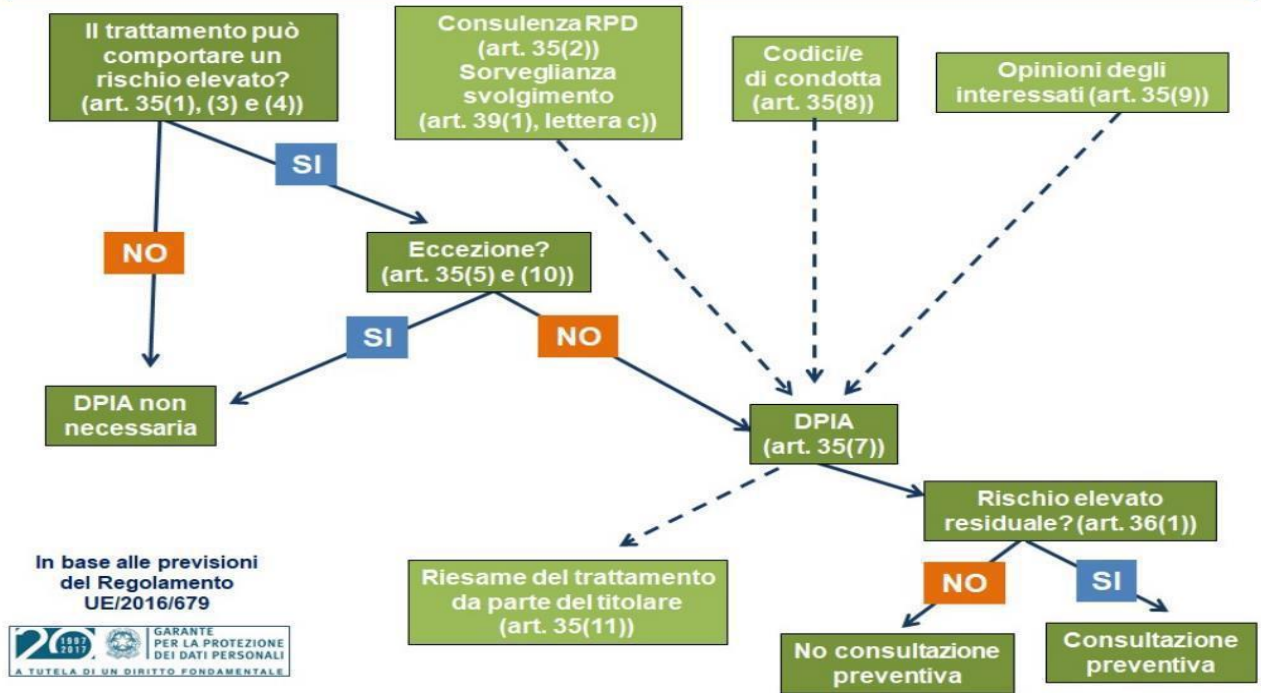 Il trattamento può
comportare un
rischio elevato?
(art. 35(1), (3) e (4))
Consulenza RPD
(art. 35(2))
Sorveglianza
svolgimento
(art. 39(1), lettera c))
Codici/e
di condotta
(art. 35(8))
Opinioni degli
interessati (art. 35(9))
SI
NO
Eccezione?
(art. 35(5) e (10))
SI
NO
DPIA non
necessaria
DPIA
(art. 35(7))
Rischio elevato
residuale? (art. 36(1))
In base alle previsioni
del Regolamento
UE/2016/679
Riesame del trattamento
da parte del titolare
(art. 35(11))
NO
SI
No consultazione
preventiva
Consultazione
preventiva
20 1997
2017
GARANTE
PER LA PROTEZIONE
DEI DATI PERSONALI
A TUTELA DI UN DIRITTO FONDAMENTALE